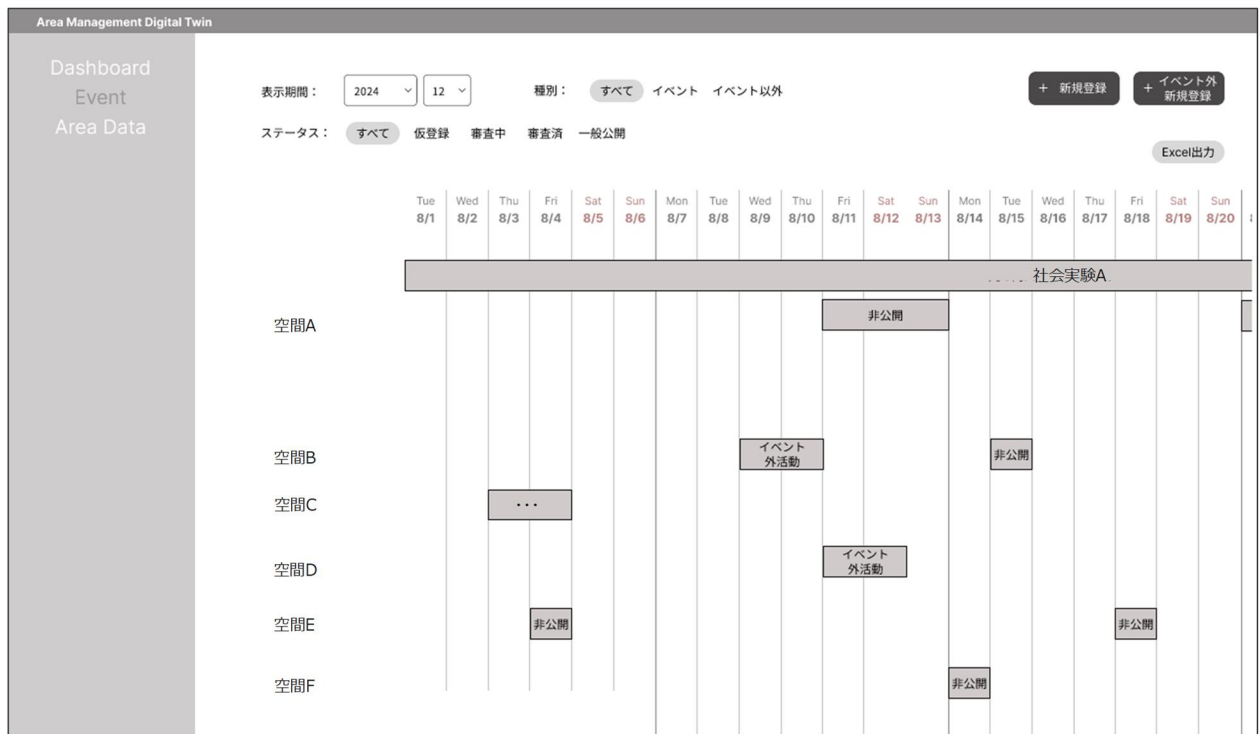 Area Management Digital Twin
Dashboard
Event
Area Data
表示期間： 2024 12 種別： すべて イベント イベント以外
+ 新規登録
+ イベント外
新規登録
ステータス： すべて 仮登録 審査中 審査済 一般公開
Excel出力
Tue Wed Thu Fri Sat Sun Mon Tue Wed Thu Fri Sat Sun Mon Tue Wed Thu Fri Sat Sun
8/1 8/2 8/3 8/4 8/5 8/6 8/7 8/8 8/9 8/10 8/11 8/12 8/13 8/14 8/15 8/16 8/17 8/18 8/19 8/20
社会実験A
空間A
非公開
空間B
イベント
外活動
非公開
空間C
・・・
空間D
イベント
外活動
空間E
非公開
非公開
空間F
非公開